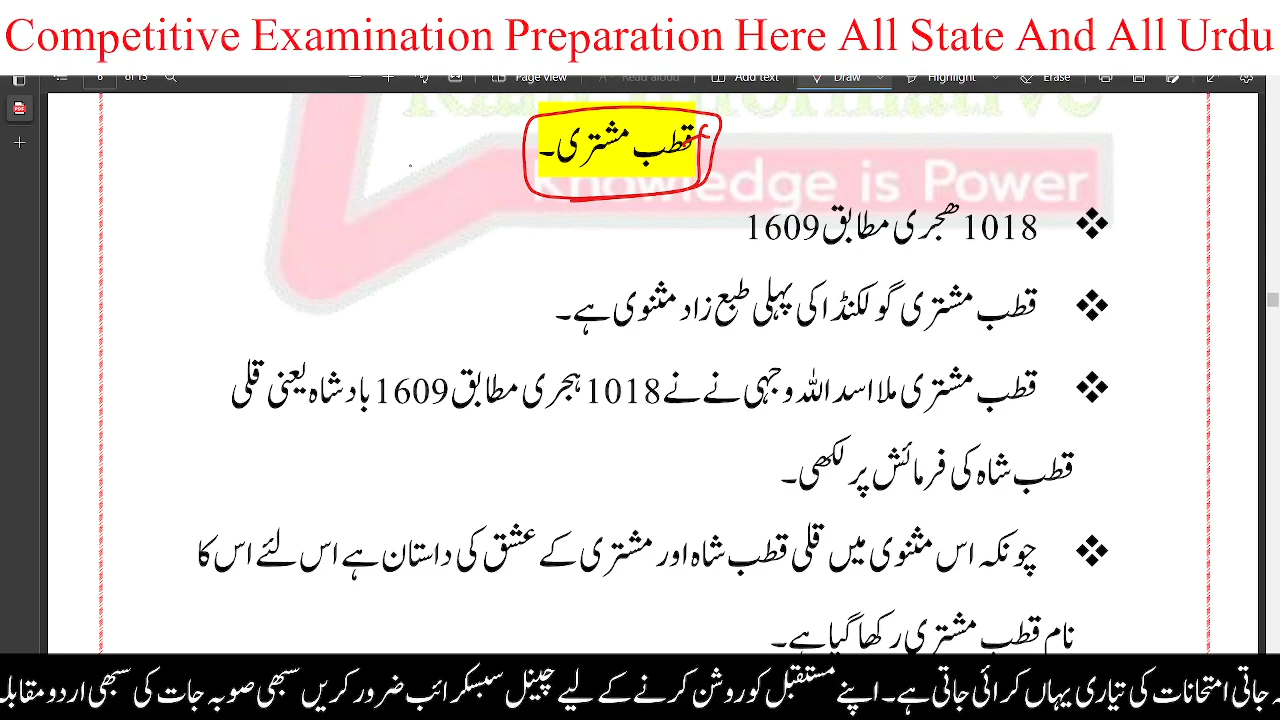 Competitive Examination Preparation Here All State And All Urdu
of 13 Page view Read aloud Add text Draw Highlight Erase
قطب مشتری۔
Knowledge is Power
1018 ھجری مطابق 1609
قطب مشتری گولکنڈا کی پہلی طبع زاد مثنوی ہے۔
قطب مشتری ملا اسد اللہ وجہی نے نے 1018 ہجری مطابق 1609 بادشاہ یعنی قلی
قطب شاہ کی فرمائش پر لکھی۔
چونکہ اس مثنوی میں قلی قطب شاہ اور مشتری کے عشق کی داستان ہے اس لئے اس کا
نام قطب مشتری رکھا گیا ہے۔
جاتی امتحانات کی تیاری یہاں کرائی جاتی ہے۔ اپنے مستقبل کو روشن کرنے کے لیے چینل سبسکرائب ضرور کریں سبھی صوبہ جات کی سبھی اردو مقابلہ